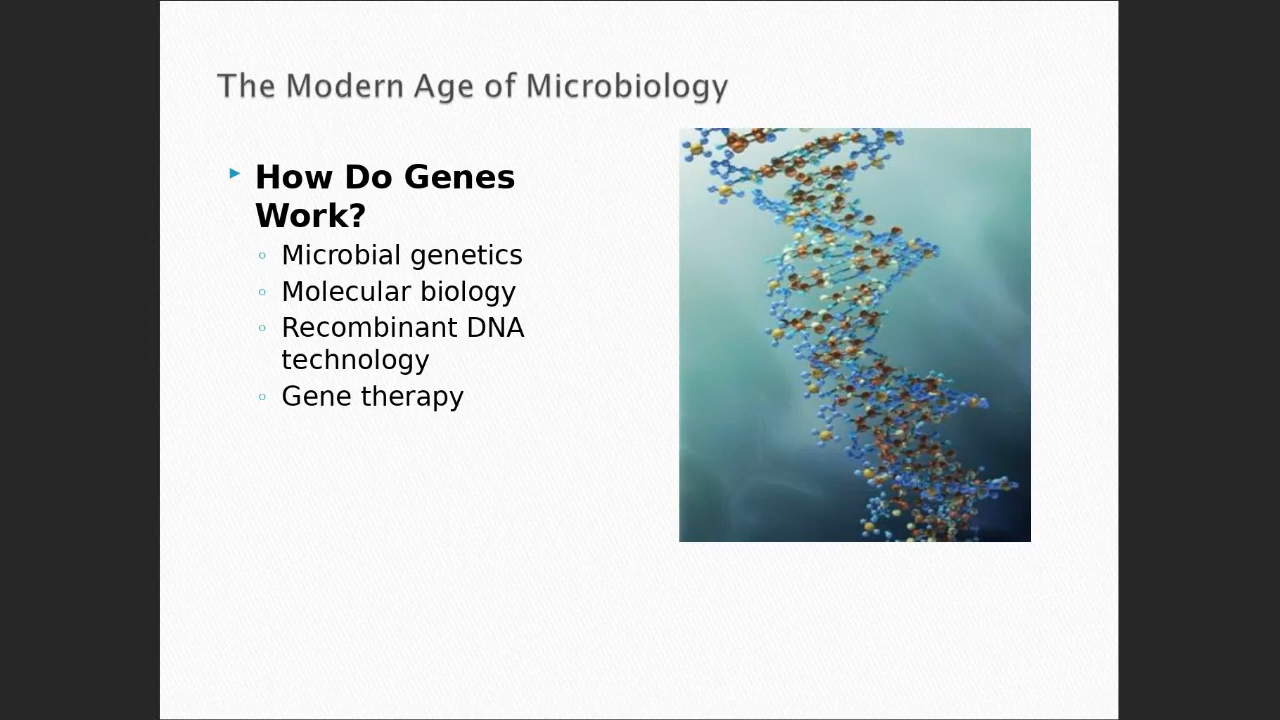 The Modern Age of Microbiology
How Do Genes
Work?
Microbial genetics
Molecular biology
Recombinant DNA
technology
Gene therapy